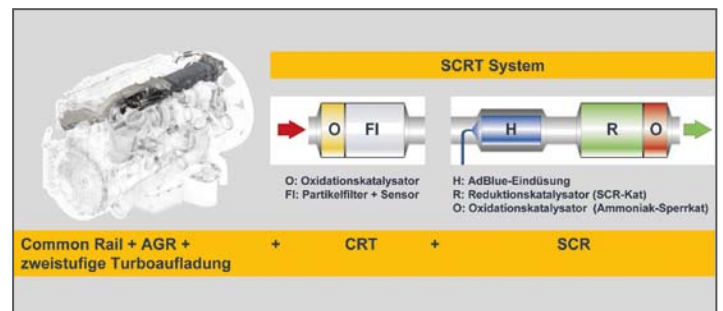 SCRT System
O FI
H R O
O: Oxidationskatalysator
FI: Partikelfilter + Sensor
H: AdBlue-Eindüsung
R: Reduktionskatalysator (SCR-Kat)
O: Oxidationskatalysator (Ammoniak-Sperrkat)
Common Rail + AGR + + CRT + SCR
zweistufige Turboaufladung